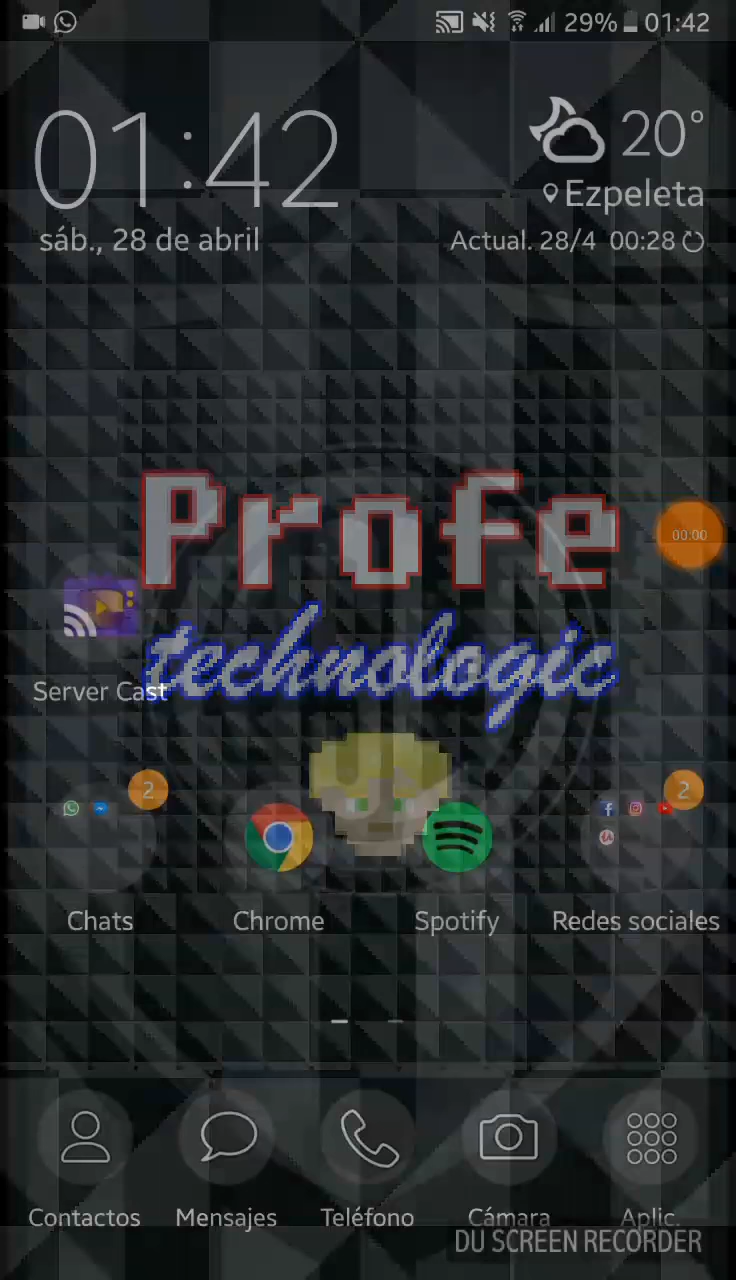 29% 01:42
01:42
20°
Ezpeleta
sáb., 28 de abril
Actual. 28/4 00:28
Profe
00:00
technologic
Server Cast
2
2
Chats
Chrome
Spotify
Redes sociales
Contactos
Mensajes
Teléfono
Cámara
Aplic.
DU SCREEN RECORDER